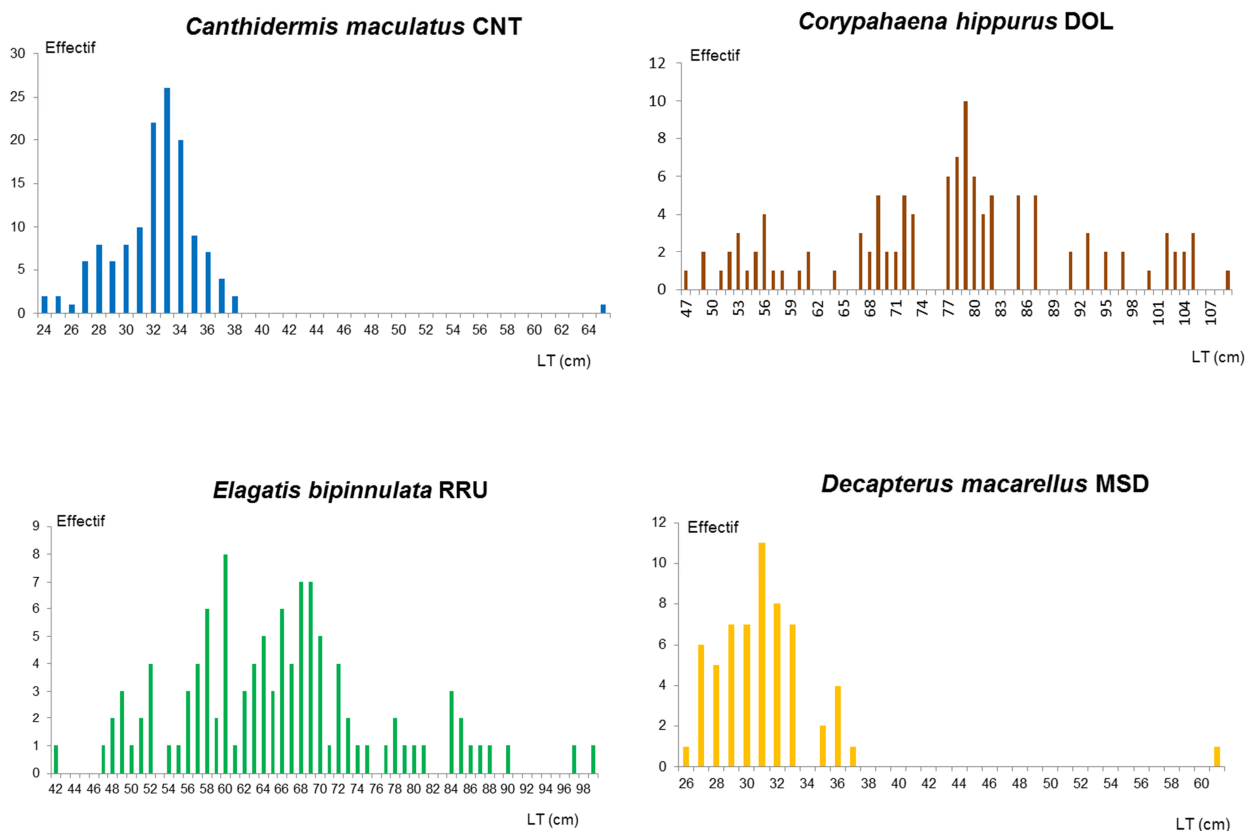 Canthidermis maculatus CNT
Effectif
30
25
20
15
10
5
0
24 26 28 30 32 34 36 38 40 42 44 46 48 50 52 54 56 58 60 62 64
LT (cm)
Corypahaena hippurus DOL
Effectif
12
10
8
6
4
2
0
47 50 53 56 59 62 65 68 71 74 77 80 83 86 89 92 95 98 101 104 107
LT (cm)
Elagatis bipinnulata RRU
Effectif
9
8
7
6
5
4
3
2
1
0
42 44 46 48 50 52 54 56 58 60 62 64 66 68 70 72 74 76 78 80 82 84 86 88 90 92 94 96 98
LT (cm)
Decapterus macarellus MSD
Effectif
12
10
8
6
4
2
0
26 28 30 32 34 36 38 40 42 44 46 48 50 52 54 56 58 60
LT (cm)